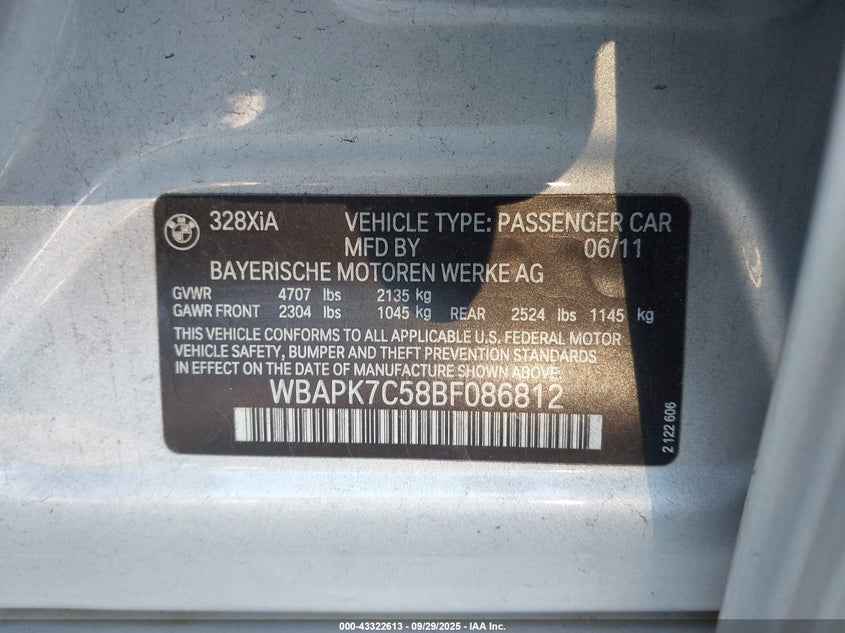 328XiA VEHICLE TYPE: PASSENGER CAR
MFD BY 06/11
BAYERISCHE MOTOREN WERKE AG
GVWR 4707 lbs 2135 kg
GAWR FRONT 2304 lbs 1045 kg REAR 2524 lbs 1145 kg
THIS VEHICLE CONFORMS TO ALL APPLICABLE U.S. FEDERAL MOTOR
VEHICLE SAFETY, BUMPER AND THEFT PREVENTION STANDARDS
IN EFFECT ON THE DATE OF MANUFACTURE SHOWN ABOVE.
WBAPK7C58BF086812
2 122 606
000-43322613 - 09/29/2025 - IAA Inc.